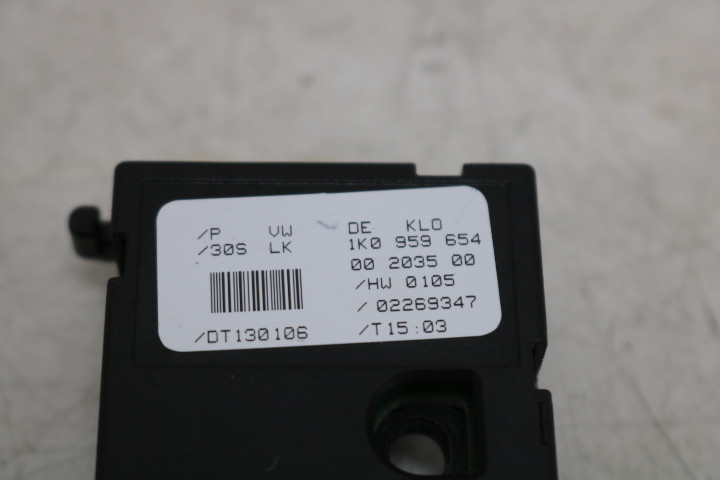 /P VW DE. KLO
/30S LK 1K0 959 654
00 2035 00
/HW 0105
/ 02269347
/DT130106 /T15:03